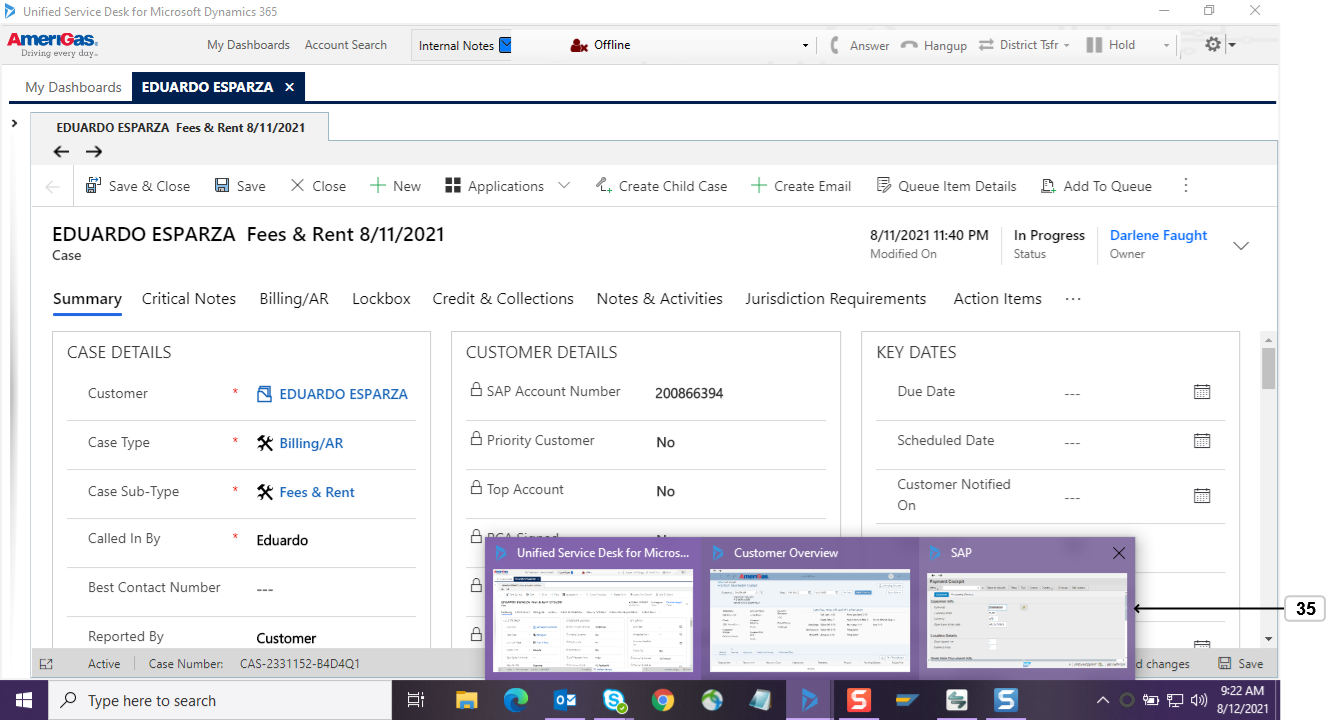 Unified Service Desk for Microsoft Dynamics 365
AmeriGas
Driving every day
My Dashboards Account Search Internal Notes Offline Answer Hangup District Tsfr Hold
My Dashboards EDUARDO ESPARZA
EDUARDO ESPARZA Fees & Rent 8/11/2021
Save & Close Save Close New Applications Create Child Case Create Email Queue Item Details Add To Queue
EDUARDO ESPARZA Fees & Rent 8/11/2021
Case
8/11/2021 11:40 PM
Modified On
In Progress
Status
Darlene Faught
Owner
Summary Critical Notes Billing/AR Lockbox Credit & Collections Notes & Activities Jurisdiction Requirements Action Items ...
CASE DETAILS
Customer * EDUARDO ESPARZA
Case Type * Billing/AR
Case Sub-Type * Fees & Rent
Called In By * Eduardo
Best Contact Number ---
Reported By Customer
CUSTOMER DETAILS
SAP Account Number 200866394
Priority Customer No
Top Account No
KEY DATES
Due Date ---
Scheduled Date ---
Customer Notified
On ---
Unified Service Desk for Micros...
Customer Overview
AmeriGas
SAP
Payment Cockpit
35
Active Case Number: CAS-2331152-B4D4Q1
d changes Save
Type here to search
9:22 AM
8/12/2021